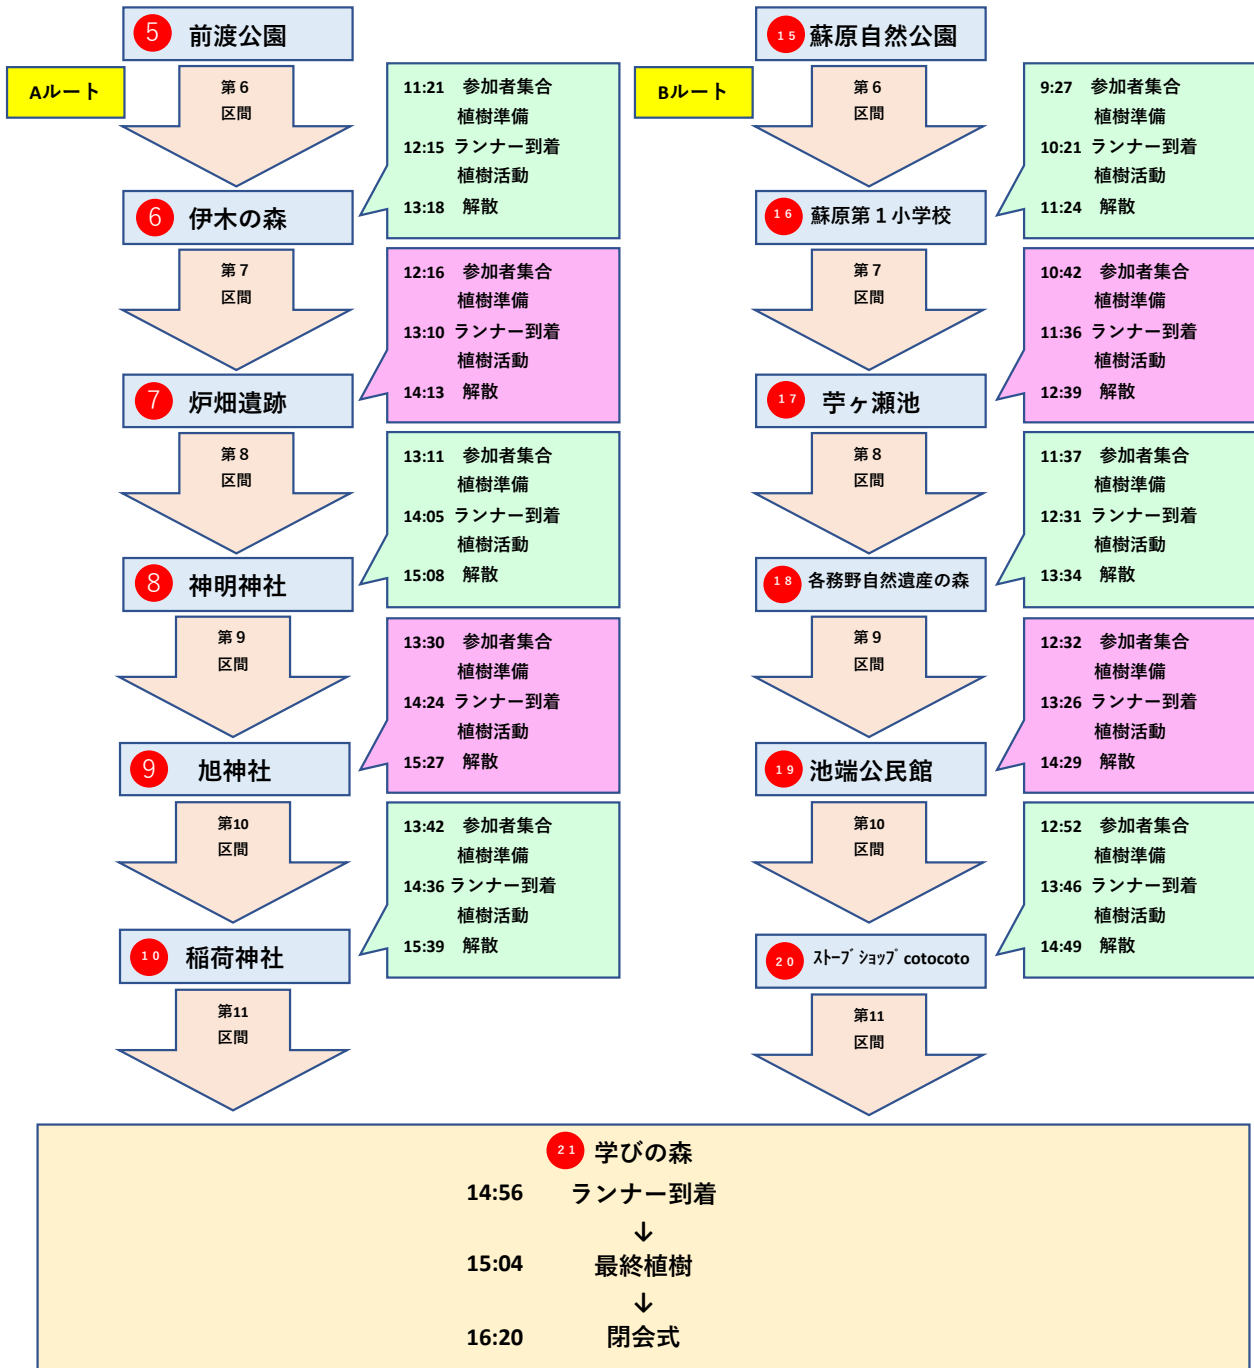 5 前渡公園
Aルート
第6
区間
11:21 参加者集合
植樹準備
12:15 ランナー到着
植樹活動
13:18 解散
6 伊木の森
第7
区間
12:16 参加者集合
植樹準備
13:10 ランナー到着
植樹活動
14:13 解散
7 炉畑遺跡
第8
区間
13:11 参加者集合
植樹準備
14:05 ランナー到着
植樹活動
15:08 解散
8 神明神社
第9
区間
13:30 参加者集合
植樹準備
14:24 ランナー到着
植樹活動
15:27 解散
9 旭神社
第10
区間
13:42 参加者集合
植樹準備
14:36 ランナー到着
植樹活動
15:39 解散
10 稲荷神社
第11
区間
15 蘇原自然公園
Bルート
第6
区間
9:27 参加者集合
植樹準備
10:21 ランナー到着
植樹活動
11:24 解散
16 蘇原第1小学校
第7
区間
10:42 参加者集合
植樹準備
11:36 ランナー到着
植樹活動
12:39 解散
17 苧ヶ瀬池
第8
区間
11:37 参加者集合
植樹準備
12:31 ランナー到着
植樹活動
13:34 解散
18 各務野自然遺産の森
第9
区間
12:32 参加者集合
植樹準備
13:26 ランナー到着
植樹活動
14:29 解散
19 池端公民館
第10
区間
12:52 参加者集合
植樹準備
13:46 ランナー到着
植樹活動
14:49 解散
20 ｽﾄｰﾌﾞｼｮｯﾌﾟcotocoto
第11
区間
21 学びの森
14:56 ランナー到着
↓
15:04 最終植樹
↓
16:20 閉会式